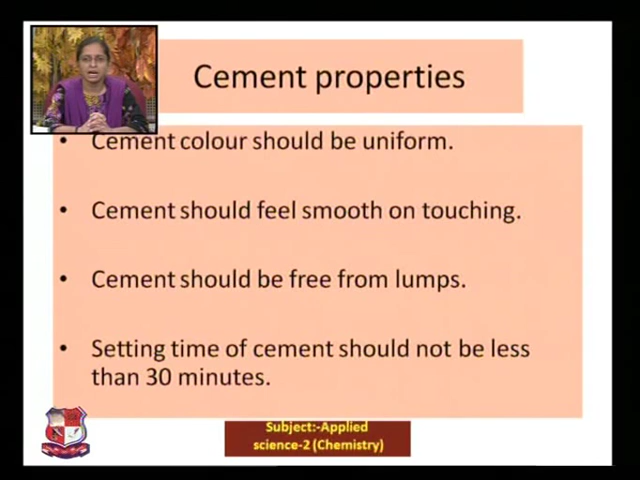 Cement properties
• Cement colour should be uniform.
• Cement should feel smooth on touching.
• Cement should be free from lumps.
• Setting time of cement should not be less
than 30 minutes.
Subject:-Applied
science-2 (Chemistry)